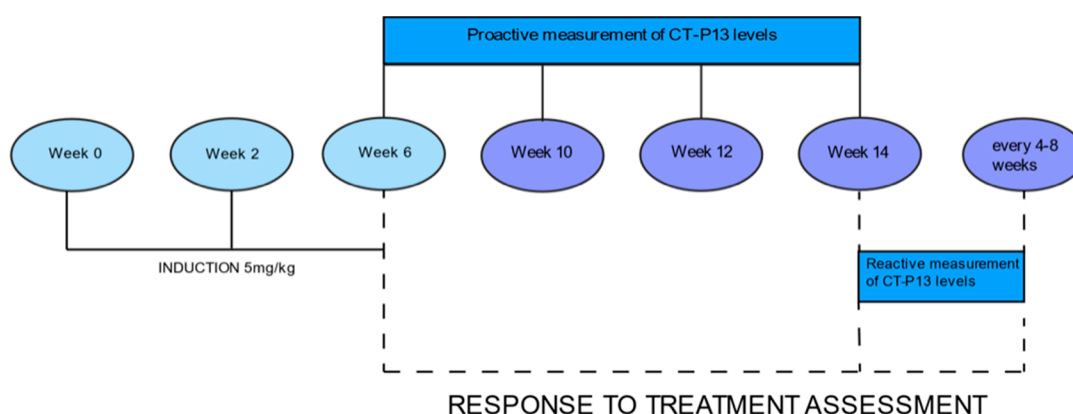 Proactive measurement of CT-P13 levels
Week 0
Week 2
Week 6
Week 10
Week 12
Week 14
every 4-8
weeks
INDUCTION 5mg/kg
Reactive measurement
of CT-P13 levels
RESPONSE TO TREATMENT ASSESSMENT